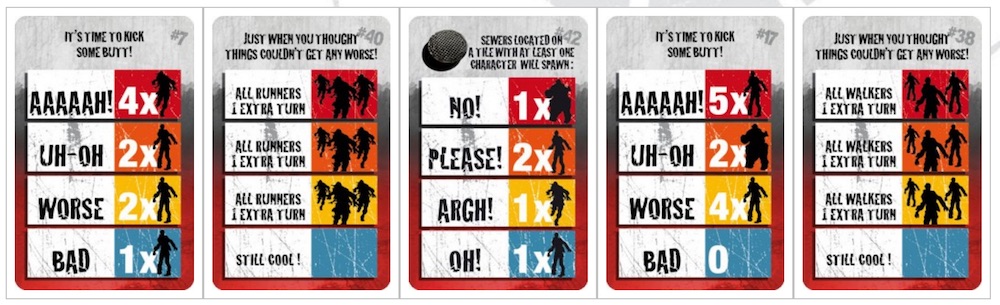 IT'S TIME TO KICK
SOME BUTT!
#7
AAAAAH! 4x
UH-OH 2x
WORSE 2x
BAD 1x
JUST WHEN YOU THOUGHT
THINGS COULDN'T GET ANY WORSE!
#40
ALL RUNNERS
1 EXTRA TURN
ALL RUNNERS
1 EXTRA TURN
ALL RUNNERS
1 EXTRA TURN
STILL COOL!
SEWERS LOCATED ON
A TILE WITH AT LEAST ONE
CHARACTER WILL SPAWN:
#42
NO! 1x
PLEASE! 2x
ARGH! 1x
OH! 1x
IT'S TIME TO KICK
SOME BUTT!
#17
AAAAAH! 5x
UH-OH 2x
WORSE 4x
BAD 0
JUST WHEN YOU THOUGHT
THINGS COULDN'T GET ANY WORSE!
#38
ALL WALKERS
1 EXTRA TURN
ALL WALKERS
1 EXTRA TURN
ALL WALKERS
1 EXTRA TURN
STILL COOL!